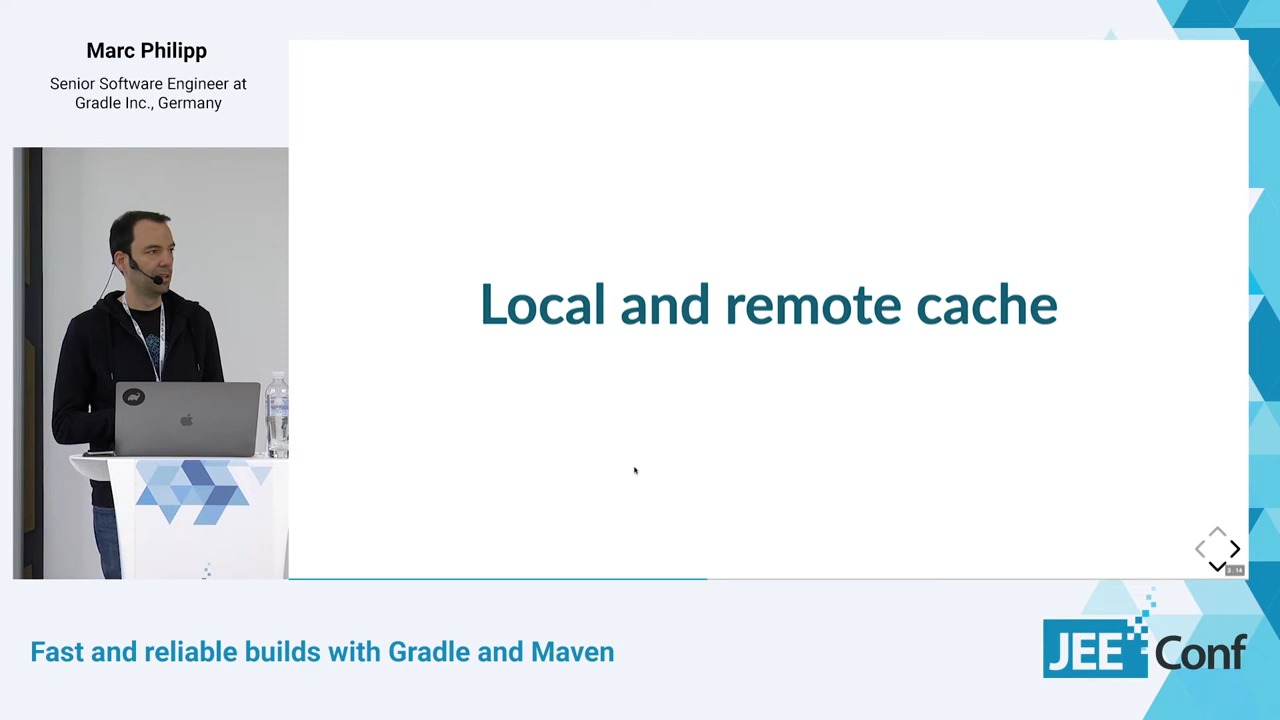 Marc Philipp
Senior Software Engineer at
Gradle Inc., Germany
Local and remote cache
Fast and reliable builds with Gradle and Maven
JEE Conf